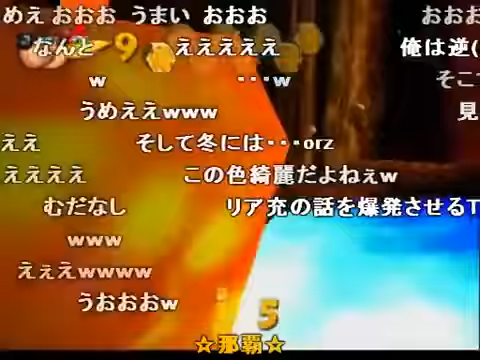 めえ おおお うまい おおお おおお
なんと 9 えええええ 俺は逆(
w ・・・w そこ
うめええwww 見
ええ そして冬には・・・orz
ええええ この色綺麗だよねぇw
むだなし リア充の話を爆発させるT
www
えぇえwwww
うおおおw
5
☆那覇☆